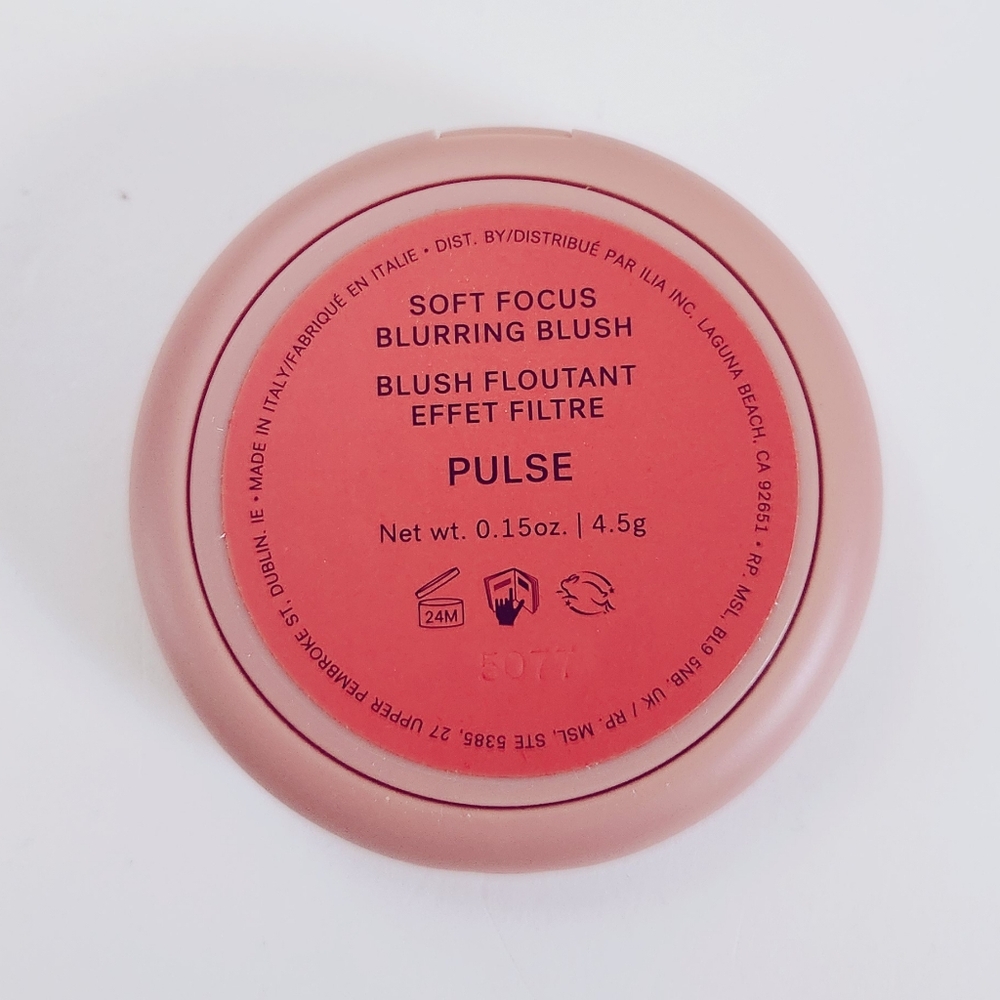 SOFT FOCUS
BLURRING BLUSH
BLUSH FLOUTANT
EFFET FILTRE
PULSE
Net wt. 0.15oz. | 4.5g
24M
5077
• MADE IN ITALY/FABRIQUÉ EN ITALIE • DIST. BY/DISTRIBUÉ PAR ILIA INC. LAGUNA BEACH, CA 92651 • RP. MSL, BL9 5NB, UK / RP. MSL, STE 5385, 27 UPPER PEMBROKE ST, DUBLIN. IE